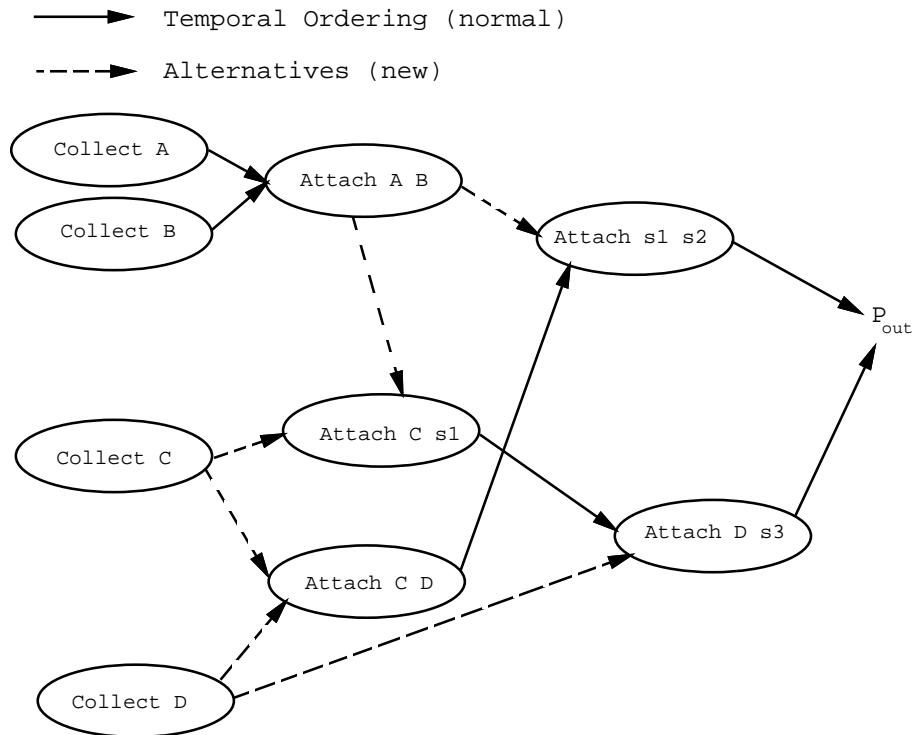 Temporal Ordering (normal)
Alternatives (new)
Collect A
Attach A B
Collect B
Attach s1 s2
P_out
Attach C s1
Collect C
Attach D s3
Attach C D
Collect D